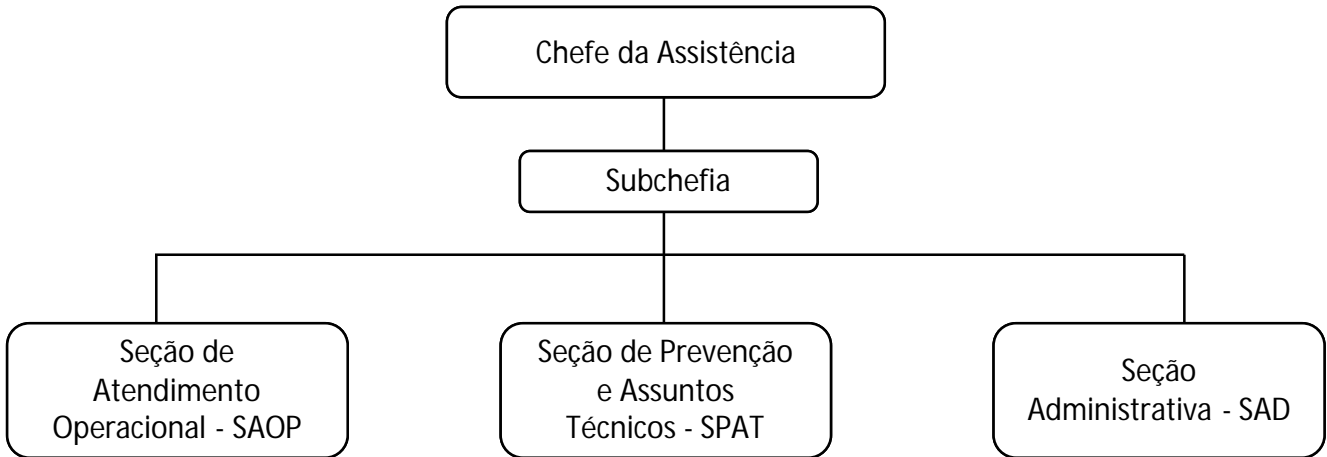 Chefe da Assistência
Subchefia
Seção de
Atendimento
Operacional - SAOP
Seção de Prevenção
e Assuntos
Técnicos - SPAT
Seção
Administrativa - SAD